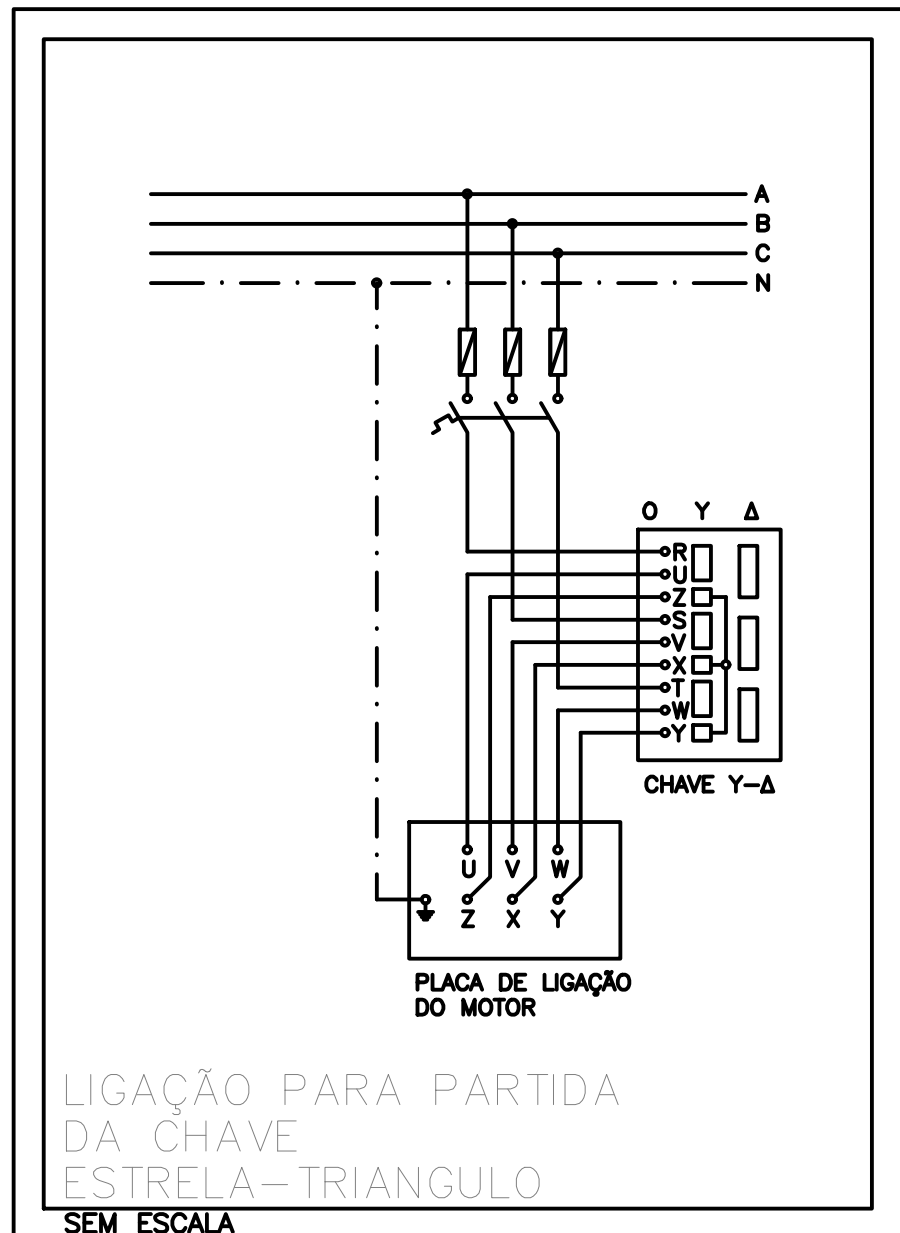 A
B
C
N
O Y Δ
R
U
Z
S
V
X
T
W
Y
CHAVE Y-Δ
U V W
Z X Y
PLACA DE LIGAÇÃO
DO MOTOR
LIGAÇÃO PARA PARTIDA
DA CHAVE
ESTRELA-TRIANGULO
SEM ESCALA